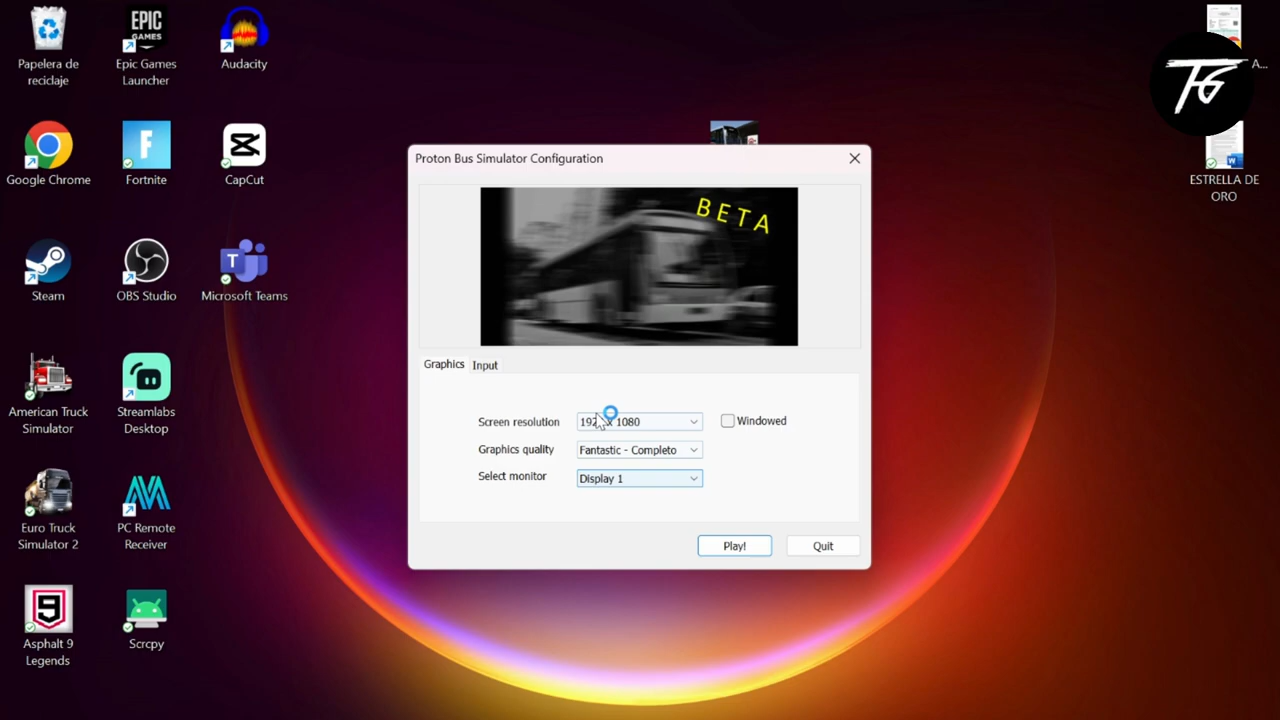 Papelera de
reciclaje
EPIC
GAMES
Epic Games
Launcher
Audacity
Google Chrome
F
Fortnite
CapCut
Steam
OBS Studio
T
Microsoft Teams
American Truck
Simulator
Streamlabs
Desktop
Euro Truck
Simulator 2
PC Remote
Receiver
9
Asphalt 9
Legends
Scrcpy
Proton Bus Simulator Configuration
BETA
Graphics
Input
Screen resolution
1920 x 1080
Windowed
Graphics quality
Fantastic - Completo
Select monitor
Display 1
Play!
Quit
TG
A...
W
ESTRELLA DE
ORO